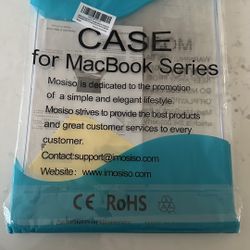 CASE
for MacBook Series
Mosiso is dedicated to the promotion
of a simple and elegant lifestyle.
Mosiso strives to provide the best products
and great customer services to every
customer.
Contact:support@imosiso.com
Website: www.imosiso.com
CE RoHS